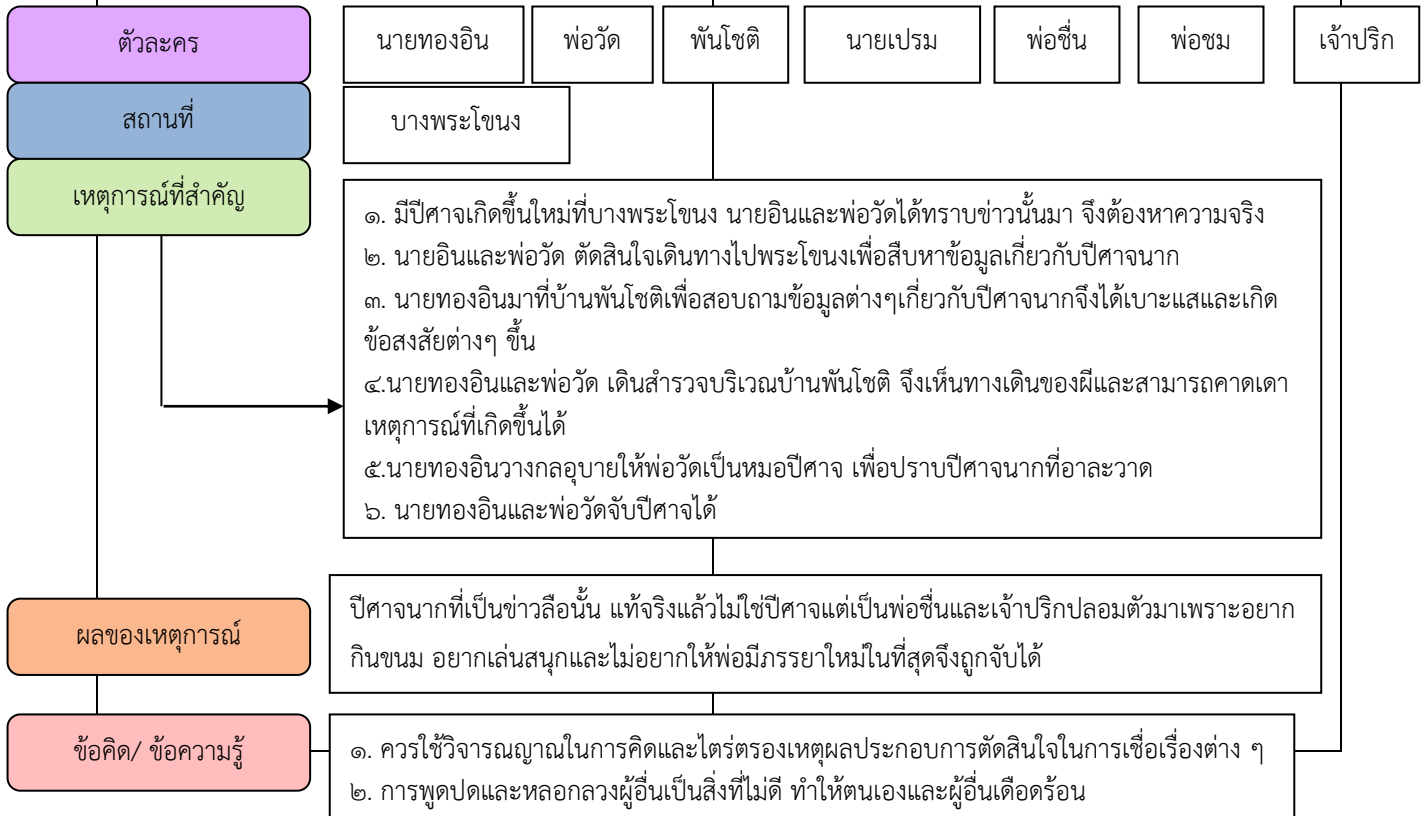 ตัวละคร
นายทองอิน
พ่อวัด
พันโชติ
นายเปรม
พ่อชื่น
พ่อชม
เจ้าปริก
สถานที่
บางพระโขนง
เหตุการณ์ที่สำคัญ
๑. มีปีศาจเกิดขึ้นใหม่ที่บางพระโขนง นายอินและพ่อวัดได้ทราบข่าวนั้นมา จึงต้องหาความจริง
๒. นายอินและพ่อวัด ตัดสินใจเดินทางไปพระโขนงเพื่อสืบหาข้อมูลเกี่ยวกับปีศาจนาก
๓. นายทองอินมาที่บ้านพันโชติเพื่อสอบถามข้อมูลต่างๆเกี่ยวกับปีศาจนากจึงได้เบาะแสและเกิด
ข้อสงสัยต่างๆ ขึ้น
๔.นายทองอินและพ่อวัด เดินสำรวจบริเวณบ้านพันโชติ จึงเห็นทางเดินของผีและสามารถคาดเดา
เหตุการณ์ที่เกิดขึ้นได้
๕.นายทองอินวางกลอุบายให้พ่อวัดเป็นหมอปีศาจ เพื่อปราบปีศาจนากที่อาละวาด
๖. นายทองอินและพ่อวัดจับปีศาจได้
ผลของเหตุการณ์
ปีศาจนากที่เป็นข่าวลือนั้น แท้จริงแล้วไม่ใช่ปีศาจแต่เป็นพ่อชื่นและเจ้าปริกปลอมตัวมาเพราะอยาก
กินขนม อยากเล่นสนุกและไม่อยากให้พ่อมีภรรยาใหม่ในที่สุดจึงถูกจับได้
ข้อคิด/ ข้อความรู้
๑. ควรใช้วิจารณญาณในการคิดและไตร่ตรองเหตุผลประกอบการตัดสินใจในการเชื่อเรื่องต่าง ๆ
๒. การพูดปดและหลอกลวงผู้อื่นเป็นสิ่งที่ไม่ดี ทำให้ตนเองและผู้อื่นเดือดร้อน